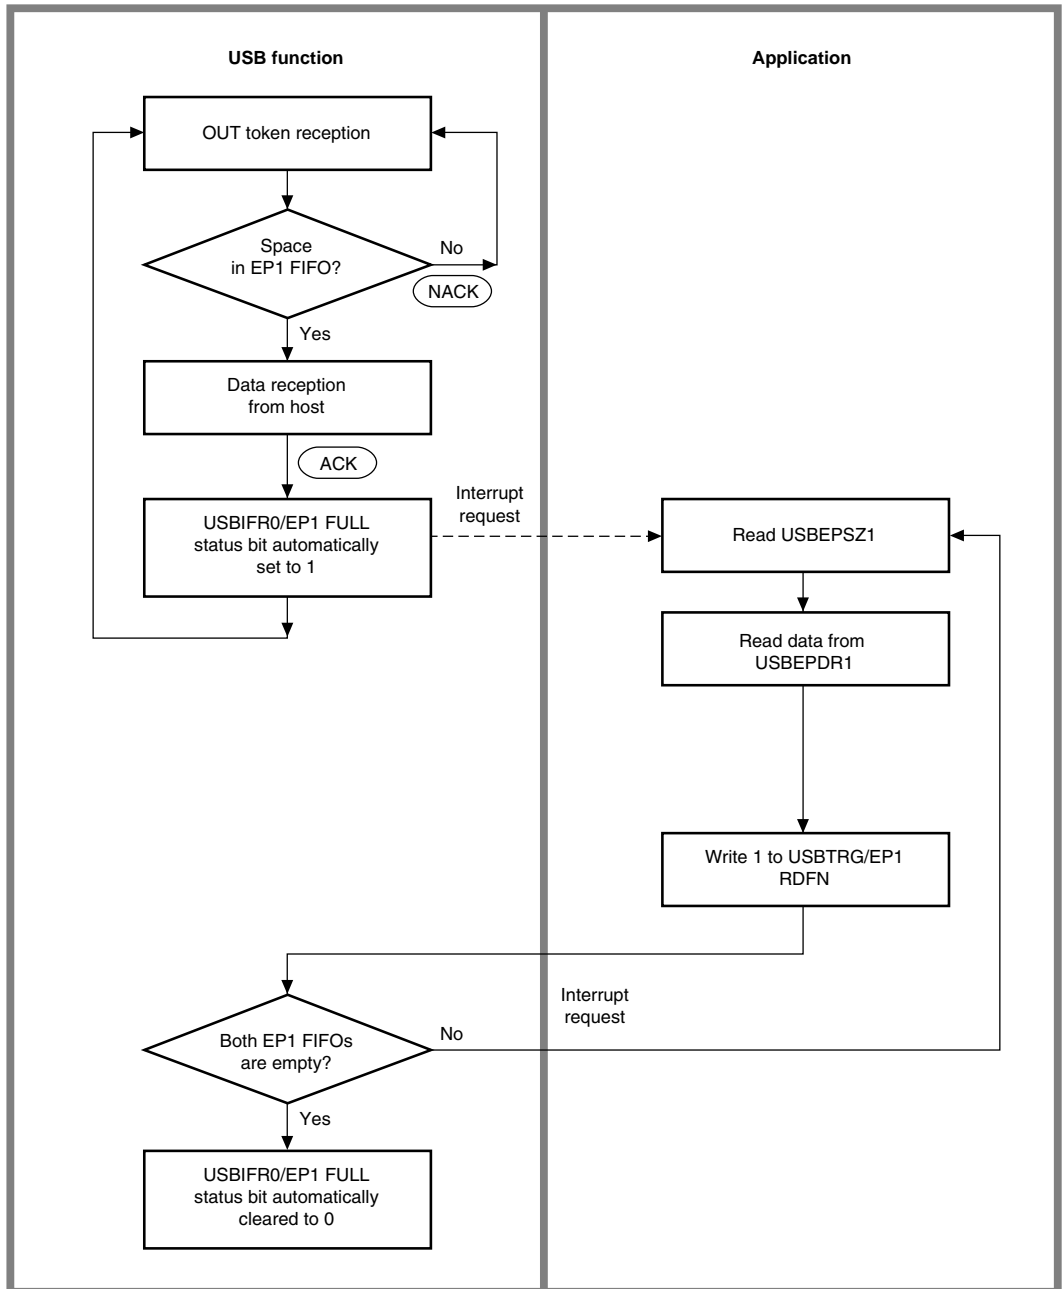 USB function
Application
OUT token reception
Space
in EP1 FIFO?
No
NACK
Yes
Data reception
from host
ACK
USBIFR0/EP1 FULL
status bit automatically
set to 1
Interrupt
request
Read USBEPSZ1
Read data from
USBEPDR1
Write 1 to USBTRG/EP1
RDFN
Interrupt
request
Both EP1 FIFOs
are empty?
No
Yes
USBIFR0/EP1 FULL
status bit automatically
cleared to 0